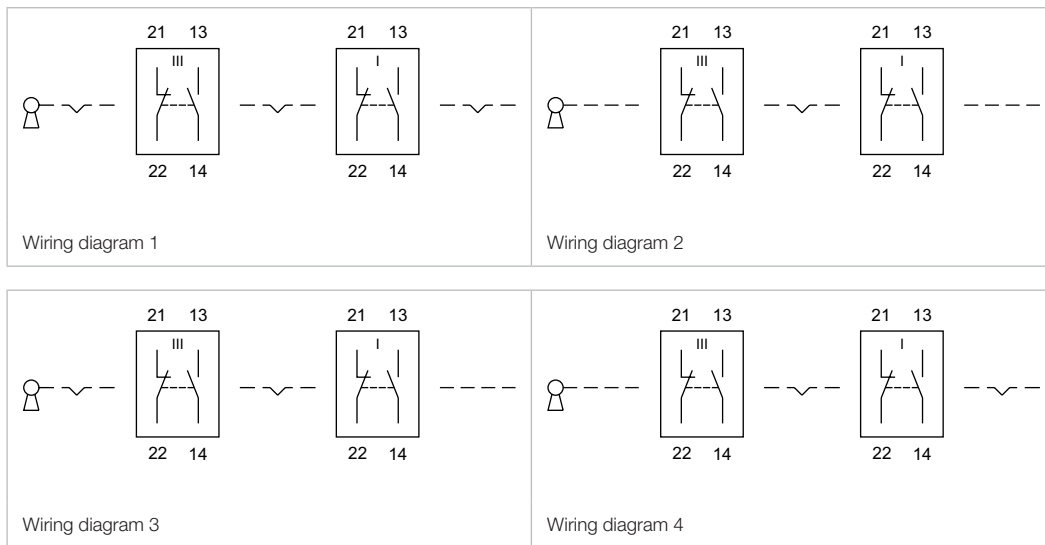 21 13 21 13
III I
22 14 22 14
Wiring diagram 1
21 13 21 13
III I
22 14 22 14
Wiring diagram 2
21 13 21 13
III I
22 14 22 14
Wiring diagram 3
21 13 21 13
III I
22 14 22 14
Wiring diagram 4